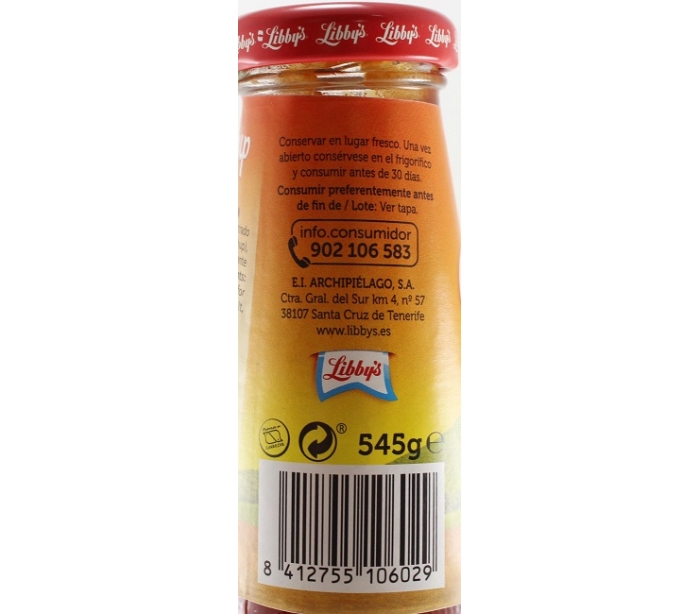 Libby's Libby's Libby's Libby's
Conservar en lugar fresco. Una vez
abierto consérvese en el frigorífico
y consumir antes de 30 días.
Consumir preferentemente antes
de fin de / Lote: Ver tapa.
info.consumidor
902 106 583
E.I. ARCHIPIÉLAGO, S.A.
Ctra. Gral. del Sur km 4, nº 57
38107 Santa Cruz de Tenerife
www.libbys.es
Libby's
® 545g e
8 412755 106029